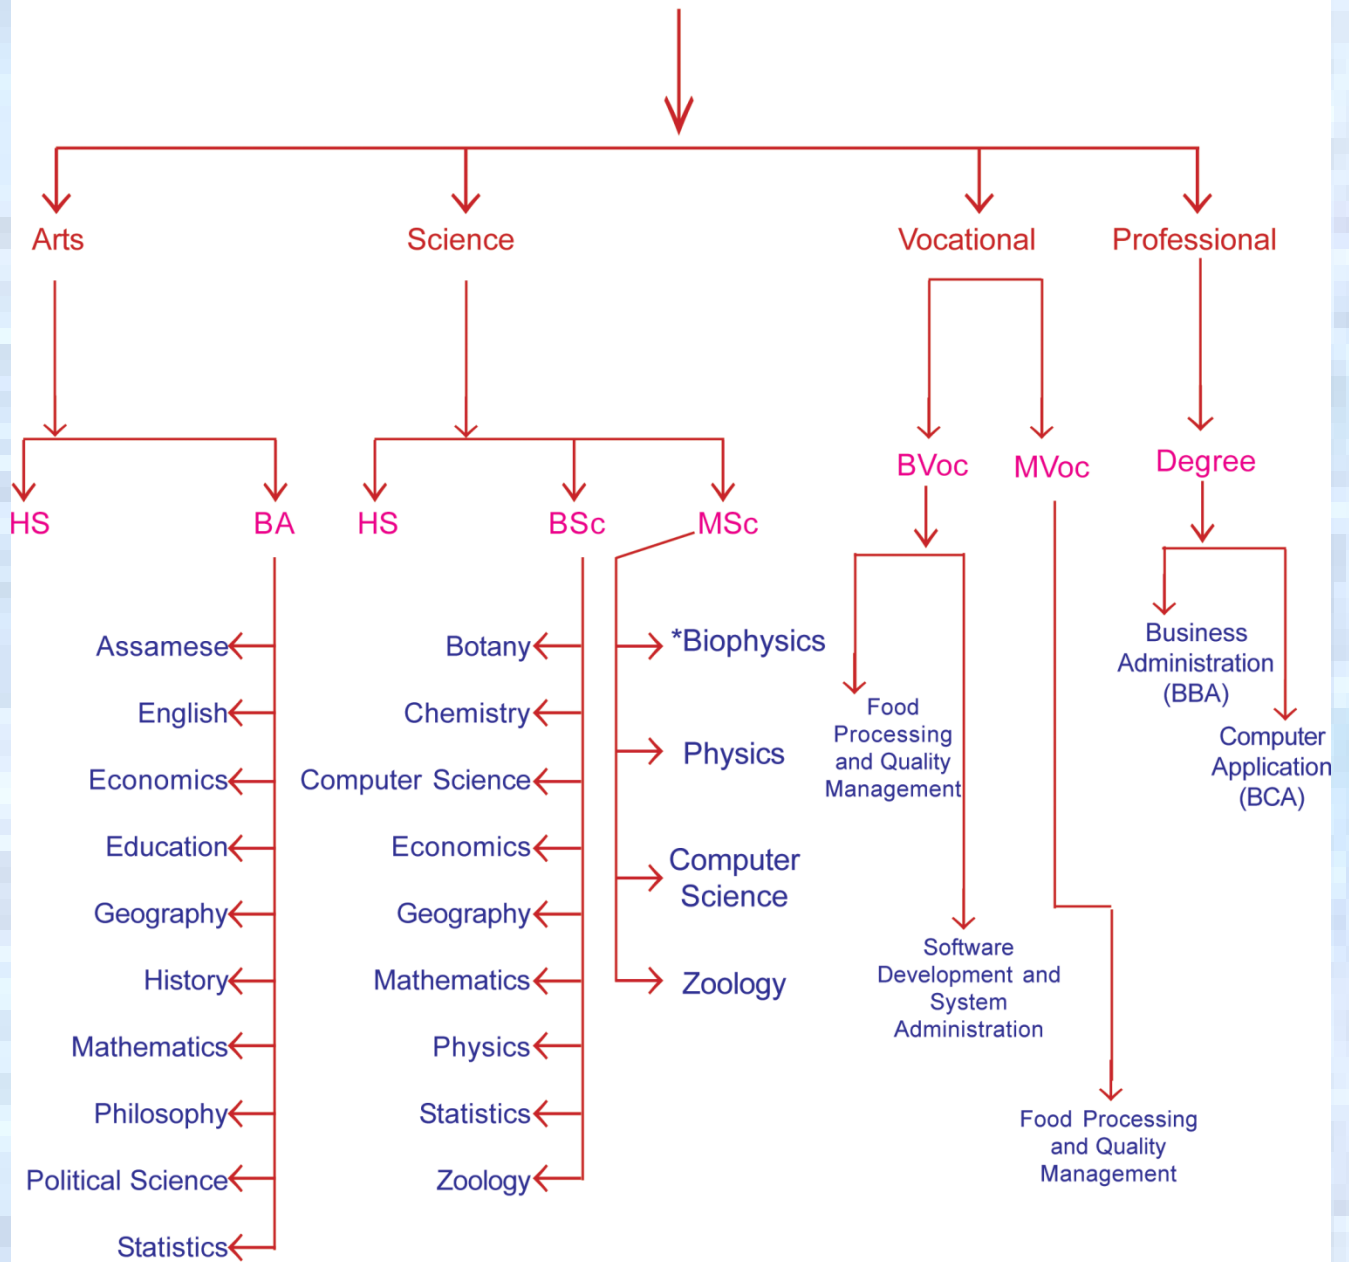 Arts
Science
Vocational
Professional
HS
BA
HS
BSc
MSc
BVoc
MVoc
Degree
Assamese
English
Economics
Education
Geography
History
Mathematics
Philosophy
Political Science
Statistics
Botany
Chemistry
Computer Science
Economics
Geography
Mathematics
Physics
Statistics
Zoology
*Biophysics
Physics
Computer
Science
Zoology
Food
Processing
and Quality
Management
Software
Development and
System
Administration
Food Processing
and Quality
Management
Business
Administration
(BBA)
Computer
Application
(BCA)